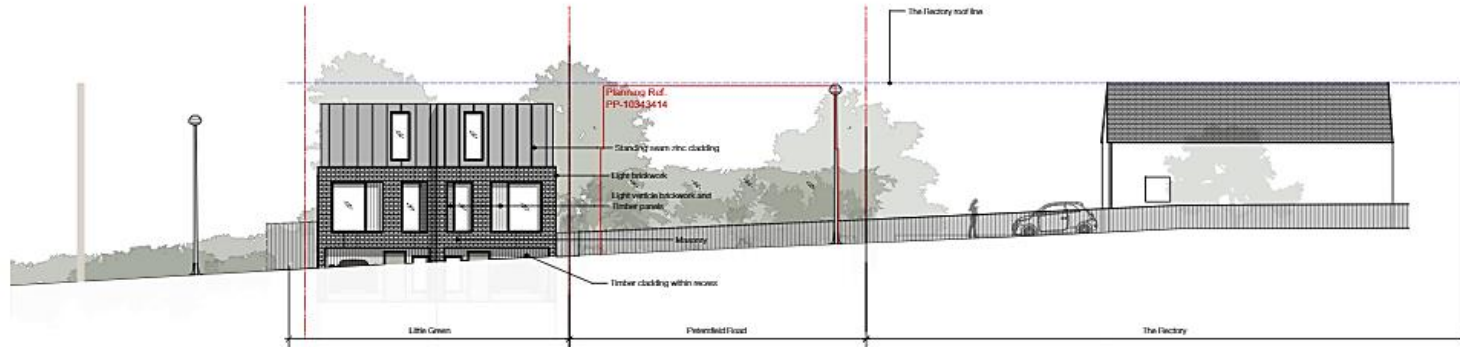 The Rectory roof line
Planning Ref.
PP-10343414
Standing seam zinc cladding
Light brickwork
Light verticle brickwork and
Timber panels
Masonry
Timber cladding within recess
Little Green
Petersfield Road
The Rectory